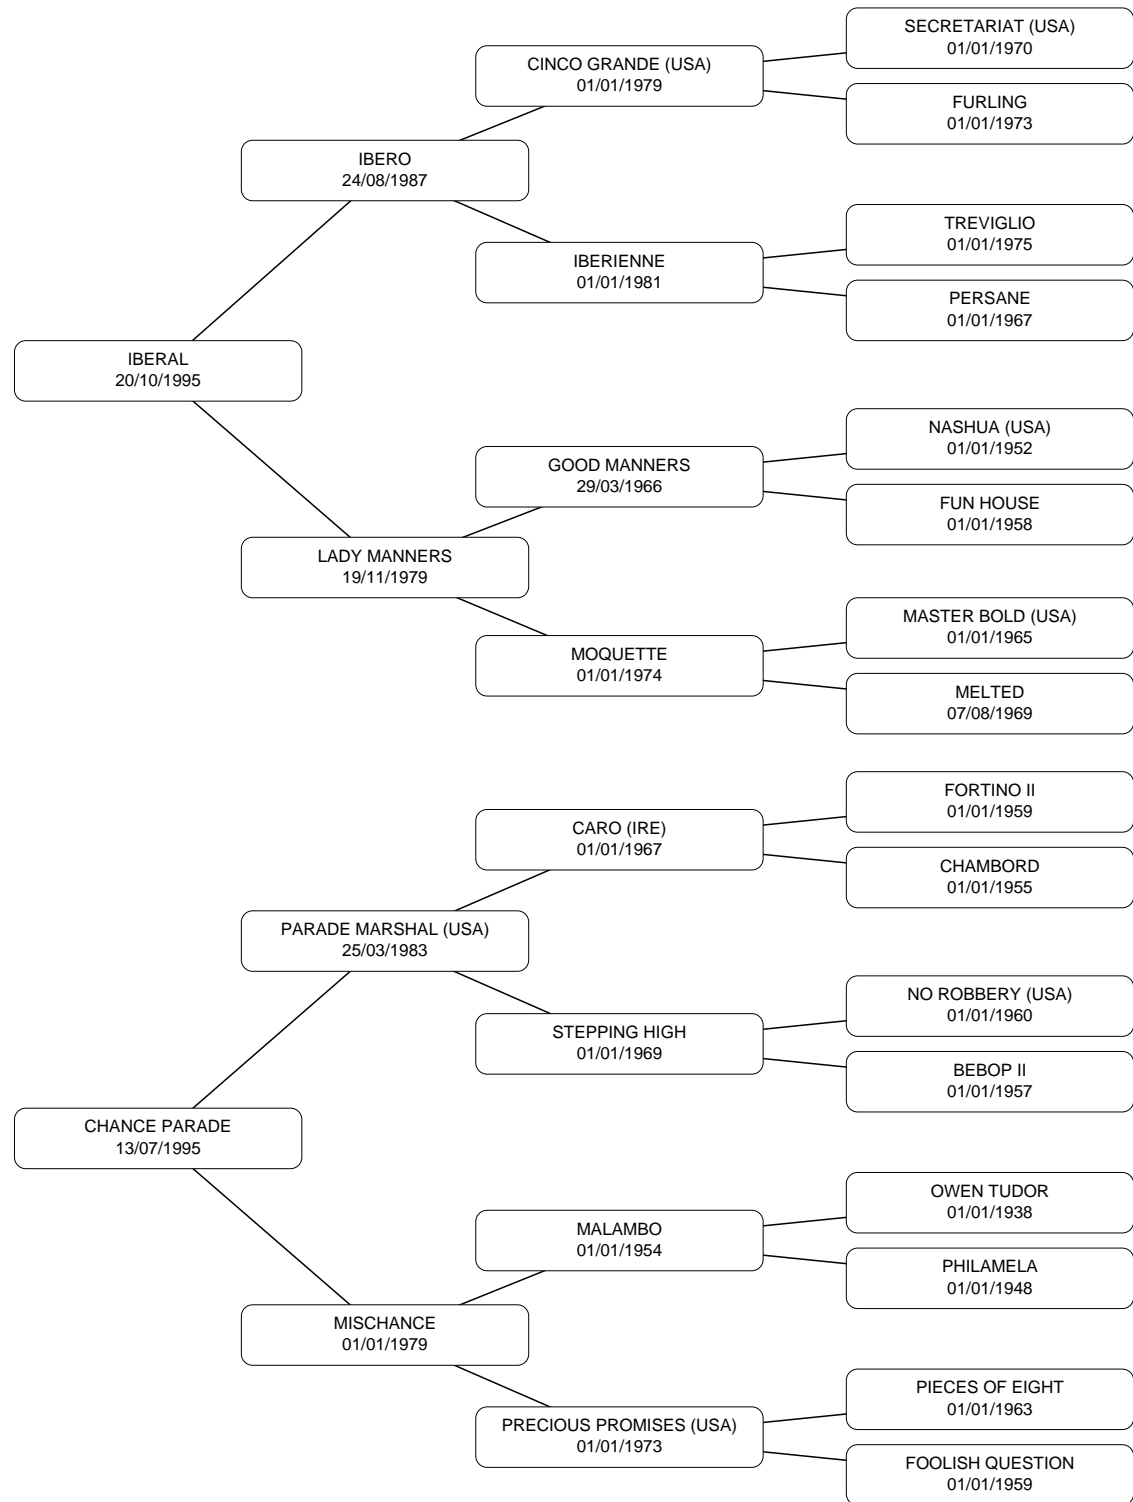 SECRETARIAT (USA)
01/01/1970
CINCO GRANDE (USA)
01/01/1979
FURLING
01/01/1973
IBERO
24/08/1987
TREVIGLIO
01/01/1975
IBERIENNE
01/01/1981
PERSANE
01/01/1967
IBERAL
20/10/1995
NASHUA (USA)
01/01/1952
GOOD MANNERS
29/03/1966
FUN HOUSE
01/01/1958
LADY MANNERS
19/11/1979
MASTER BOLD (USA)
01/01/1965
MOQUETTE
01/01/1974
MELTED
07/08/1969
FORTINO II
01/01/1959
CARO (IRE)
01/01/1967
CHAMBORD
01/01/1955
PARADE MARSHAL (USA)
25/03/1983
NO ROBBERY (USA)
01/01/1960
STEPPING HIGH
01/01/1969
BEBOP II
01/01/1957
CHANCE PARADE
13/07/1995
OWEN TUDOR
01/01/1938
MALAMBO
01/01/1954
PHILAMELA
01/01/1948
MISCHANCE
01/01/1979
PIECES OF EIGHT
01/01/1963
PRECIOUS PROMISES (USA)
01/01/1973
FOOLISH QUESTION
01/01/1959